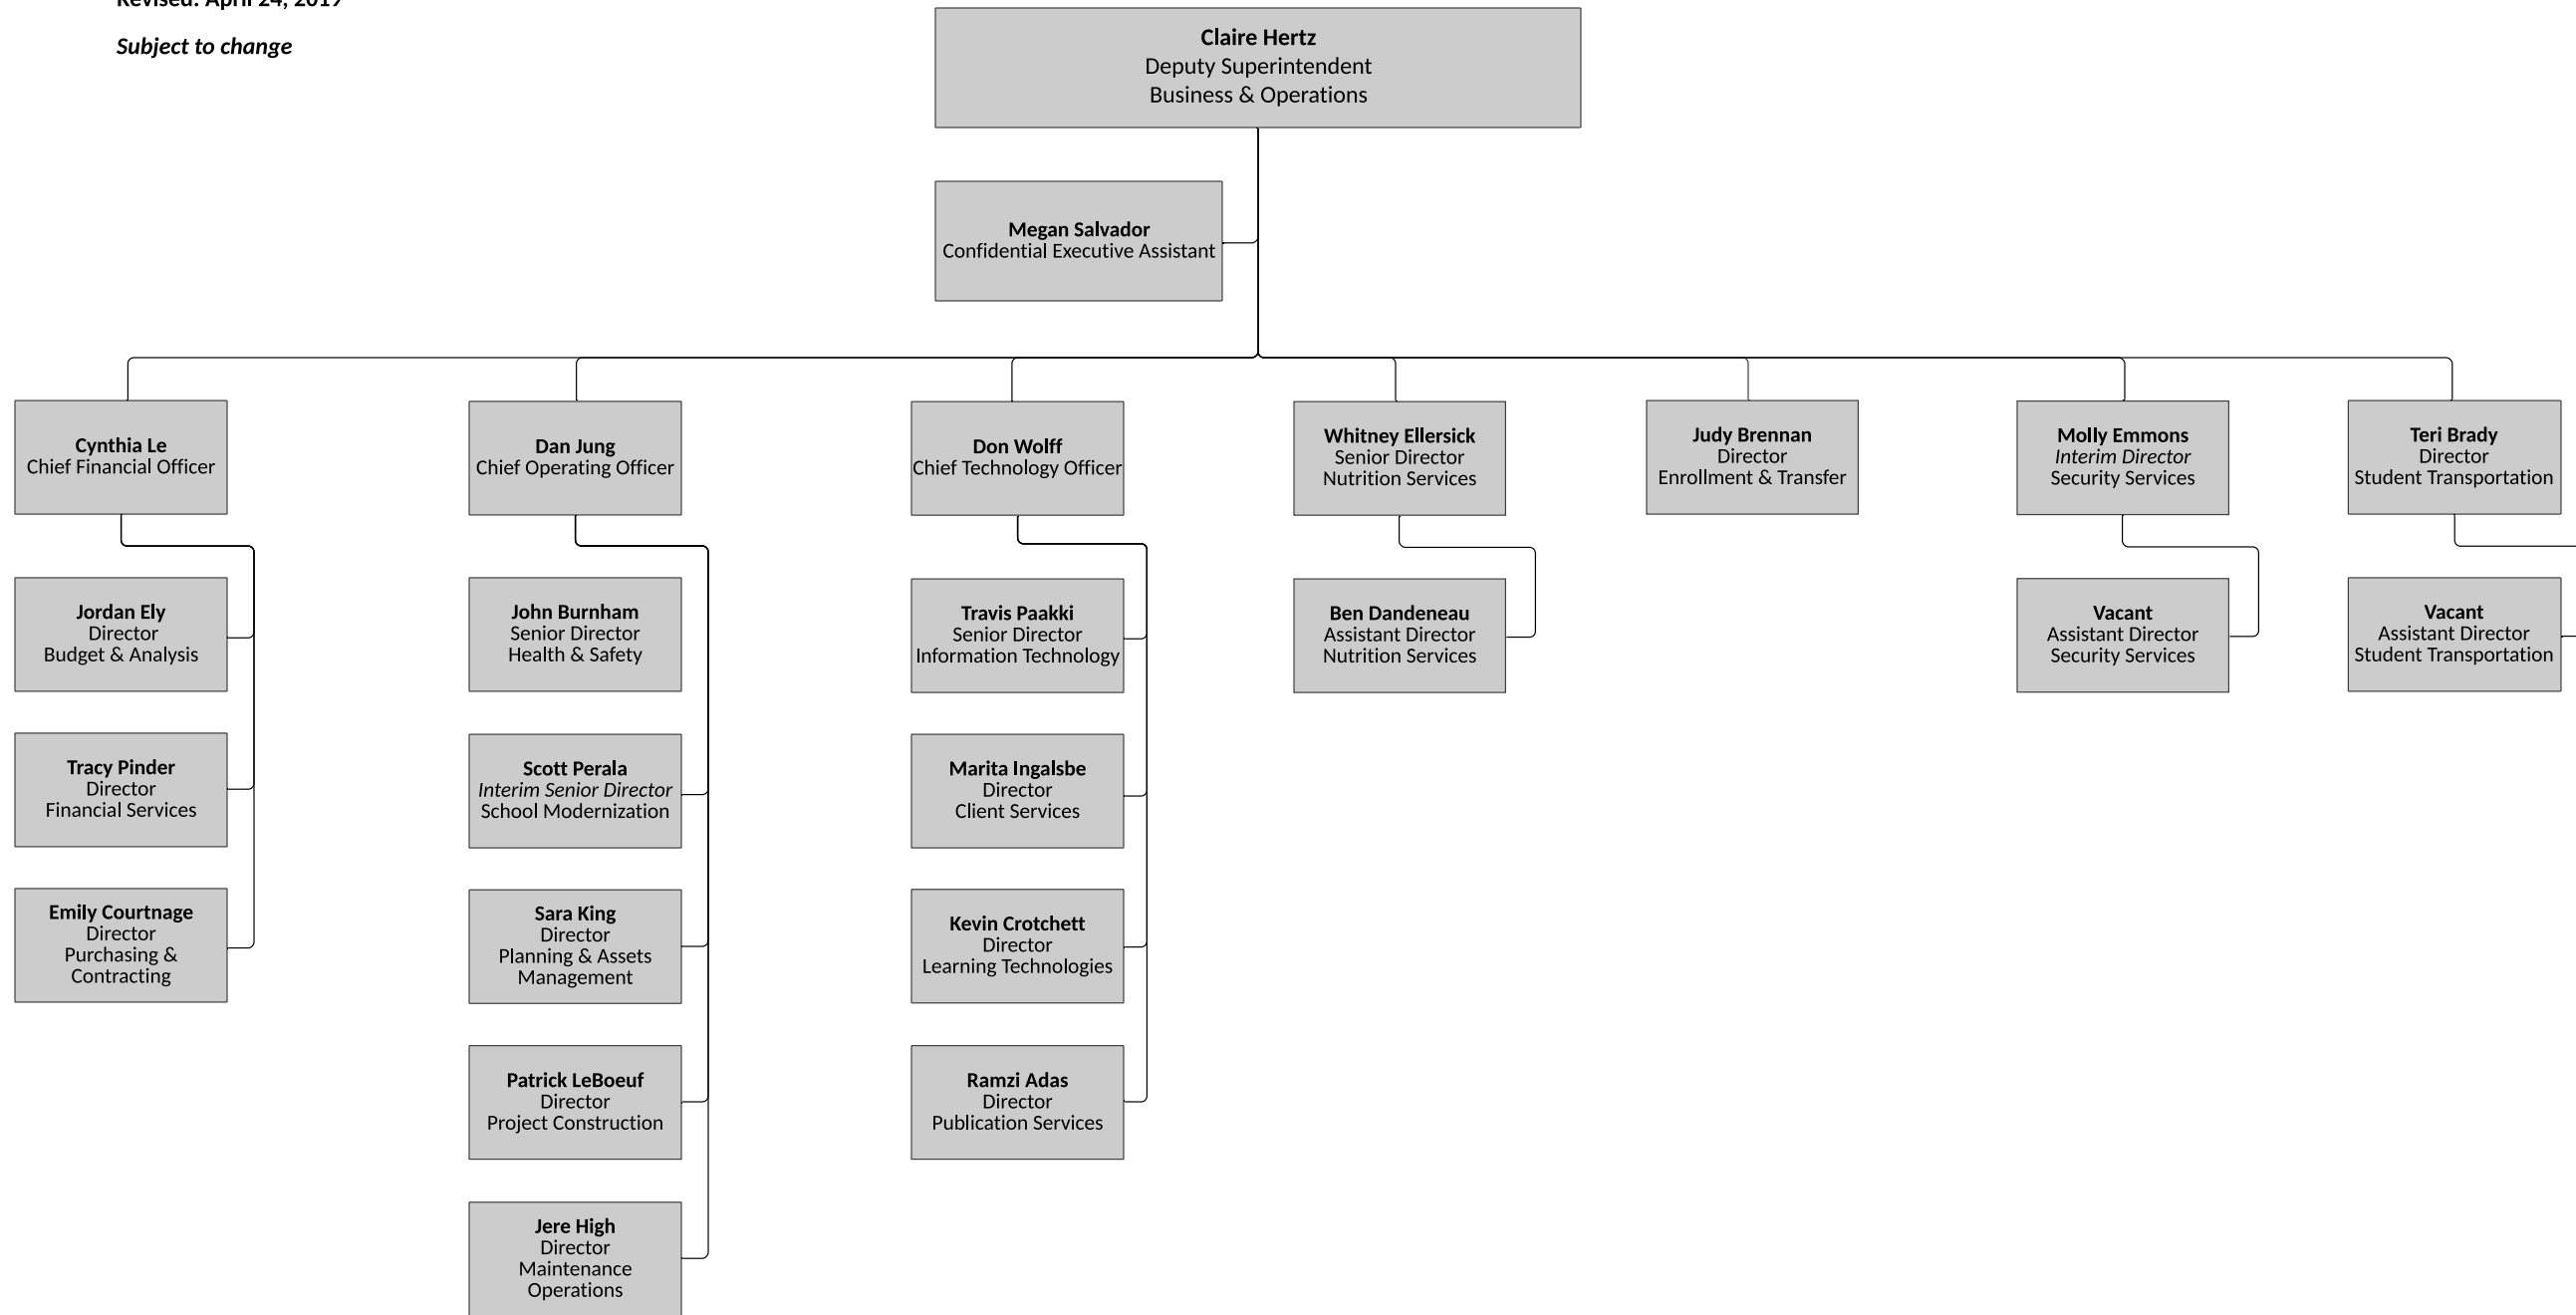 Revised: April 24, 2019
Subject to change
Claire Hertz
Deputy Superintendent
Business & Operations
Megan Salvador
Confidential Executive Assistant
Cynthia Le
Chief Financial Officer
Dan Jung
Chief Operating Officer
Don Wolff
Chief Technology Officer
Whitney Ellersick
Senior Director
Nutrition Services
Judy Brennan
Director
Enrollment & Transfer
Molly Emmons
Interim Director
Security Services
Teri Brady
Director
Student Transportation
Jordan Ely
Director
Budget & Analysis
John Burnham
Senior Director
Health & Safety
Travis Paakki
Senior Director
Information Technology
Ben Dandeneau
Assistant Director
Nutrition Services
Vacant
Assistant Director
Security Services
Vacant
Assistant Director
Student Transportation
Tracy Pinder
Director
Financial Services
Scott Perala
Interim Senior Director
School Modernization
Marita Ingalsbe
Director
Client Services
Emily Courtnage
Director
Purchasing &
Contracting
Sara King
Director
Planning & Assets
Management
Kevin Crotchett
Director
Learning Technologies
Patrick LeBoeuf
Director
Project Construction
Ramzi Adas
Director
Publication Services
Jere High
Director
Maintenance
Operations